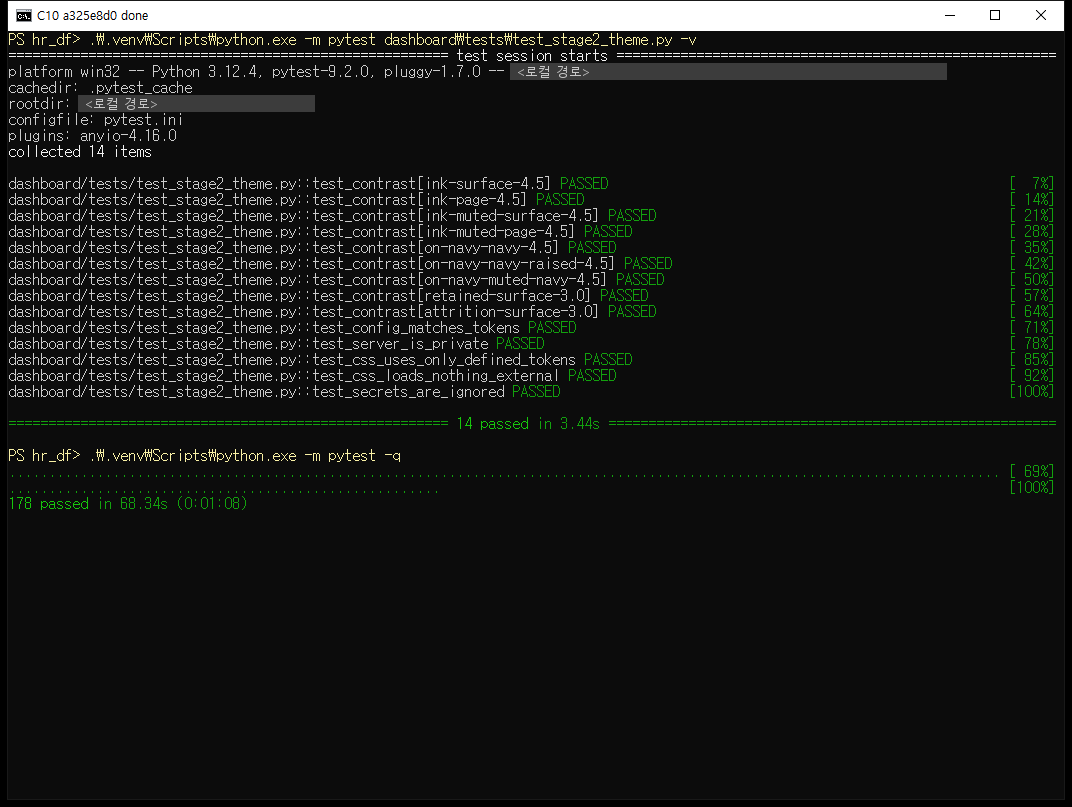 C10 a325e8d0 done
PS hr_df> .₩.venv₩Scripts₩python.exe -m pytest dashboard₩tests₩test_stage2_theme.py -v
======================================================= test session starts =======================================================
platform win32 -- Python 3.12.4, pytest-9.2.0, pluggy-1.7.0 -- <로컬 경로>
cachedir: .pytest_cache
rootdir: <로컬 경로>
configfile: pytest.ini
plugins: anyio-4.16.0
collected 14 items
dashboard/tests/test_stage2_theme.py::test_contrast[ink-surface-4.5] PASSED [  7%]
dashboard/tests/test_stage2_theme.py::test_contrast[ink-page-4.5] PASSED [ 14%]
dashboard/tests/test_stage2_theme.py::test_contrast[ink-muted-surface-4.5] PASSED [ 21%]
dashboard/tests/test_stage2_theme.py::test_contrast[ink-muted-page-4.5] PASSED [ 28%]
dashboard/tests/test_stage2_theme.py::test_contrast[on-navy-navy-4.5] PASSED [ 35%]
dashboard/tests/test_stage2_theme.py::test_contrast[on-navy-navy-raised-4.5] PASSED [ 42%]
dashboard/tests/test_stage2_theme.py::test_contrast[on-navy-muted-navy-4.5] PASSED [ 50%]
dashboard/tests/test_stage2_theme.py::test_contrast[retained-surface-3.0] PASSED [ 57%]
dashboard/tests/test_stage2_theme.py::test_contrast[attrition-surface-3.0] PASSED [ 64%]
dashboard/tests/test_stage2_theme.py::test_config_matches_tokens PASSED [ 71%]
dashboard/tests/test_stage2_theme.py::test_server_is_private PASSED [ 78%]
dashboard/tests/test_stage2_theme.py::test_css_uses_only_defined_tokens PASSED [ 85%]
dashboard/tests/test_stage2_theme.py::test_css_loads_nothing_external PASSED [ 92%]
dashboard/tests/test_stage2_theme.py::test_secrets_are_ignored PASSED [100%]
======================================================= 14 passed in 3.44s ========================================================
PS hr_df> .₩.venv₩Scripts₩python.exe -m pytest -q
............................................................................................................................ [ 69%]
...................................................... [100%]
178 passed in 68.34s (0:01:08)